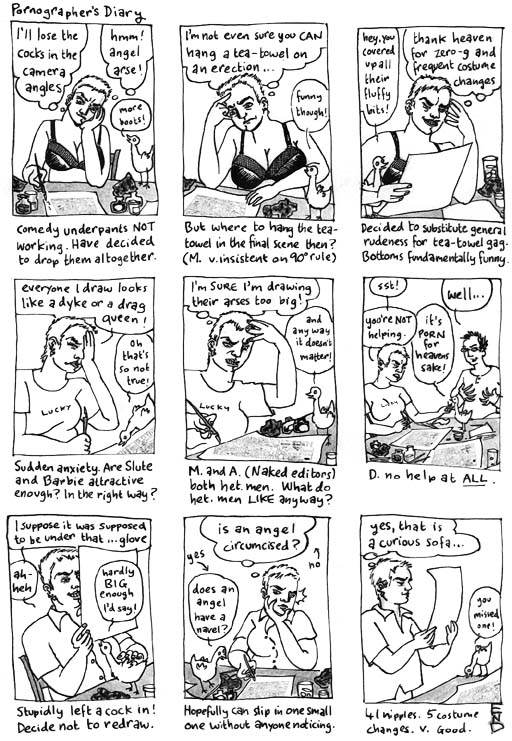 Pornographer's Diary
I'll lose the
cocks in the
camera
angles
hmm!
angel
arse!
more
boots!
Comedy underpants NOT
working. Have decided
to drop them altogether.
I'm not even sure you CAN
hang a tea-towel on
an erection...
funny
though!
But where to hang the tea-
towel in the final scene then?
(M. v. insistent on 90° rule)
hey, you
covered
up all
their
fluffy
bits!
thank heaven
for zero-g and
frequent costume
changes
Decided to substitute general
rudeness for tea-towel gag.
Bottoms fundamentally funny.
everyone I draw looks
like a dyke or a drag
queen!
oh
that's
so not
true!
LUCKY
Sudden anxiety. Are Slute
and Barbie attractive
enough? In the right way?
I'm SURE I'm drawing
their arses too big!
and
any way
it doesn't
matter!
LUCKY
M. and A. (Naked editors)
both het. men. What do
het. men LIKE anyway?
sst!
you're NOT
helping.
well...
it's
PORN
for
heavens
sake!
D. no help at ALL.
I suppose it was supposed
to be under that ...glove
ah-
heh
hardly
BIG
enough
I'd say!
Stupidly left a cock in!
Decide not to redraw.
is an angel
circumcised?
yes
no
does an
angel
have a
navel?
Hopefully can slip in one small
one without anyone noticing.
yes, that is
a curious sofa...
you
missed
one!
41 nipples. 5 costume
changes. v. Good.
END